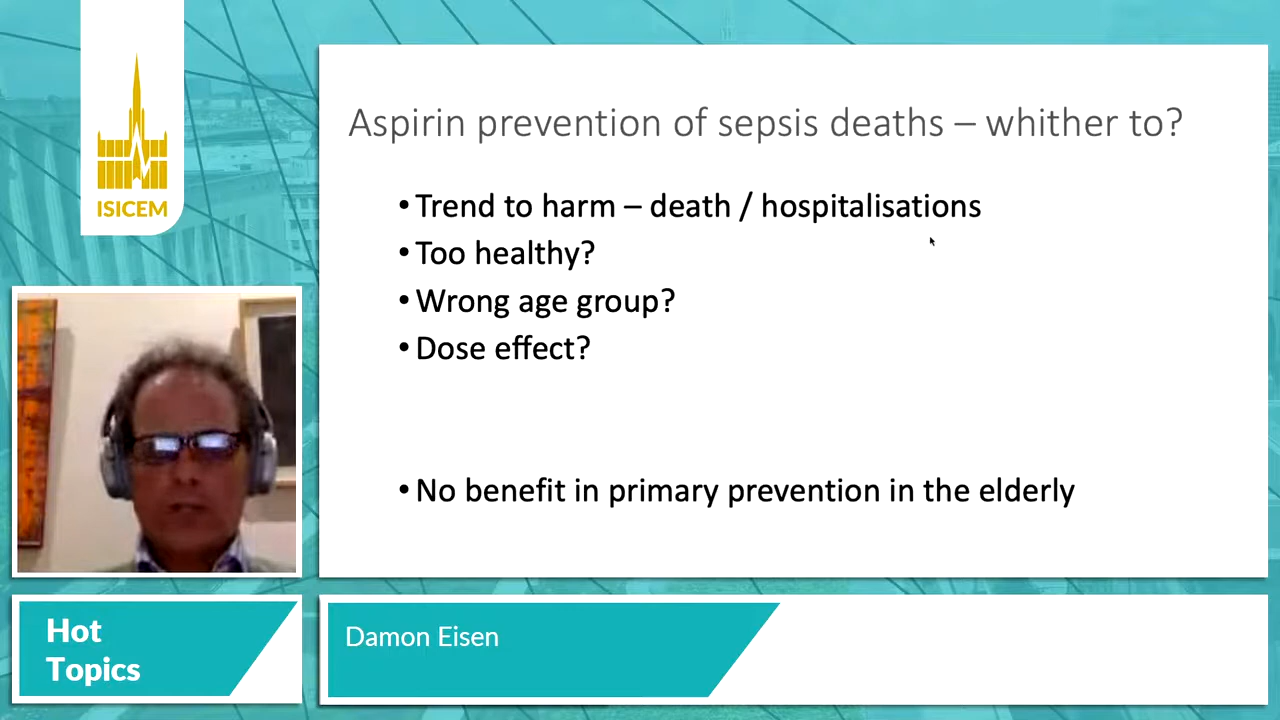 ISICEM
Aspirin prevention of sepsis deaths – whither to?
• Trend to harm – death / hospitalisations
• Too healthy?
• Wrong age group?
• Dose effect?
• No benefit in primary prevention in the elderly
Hot
Topics
Damon Eisen